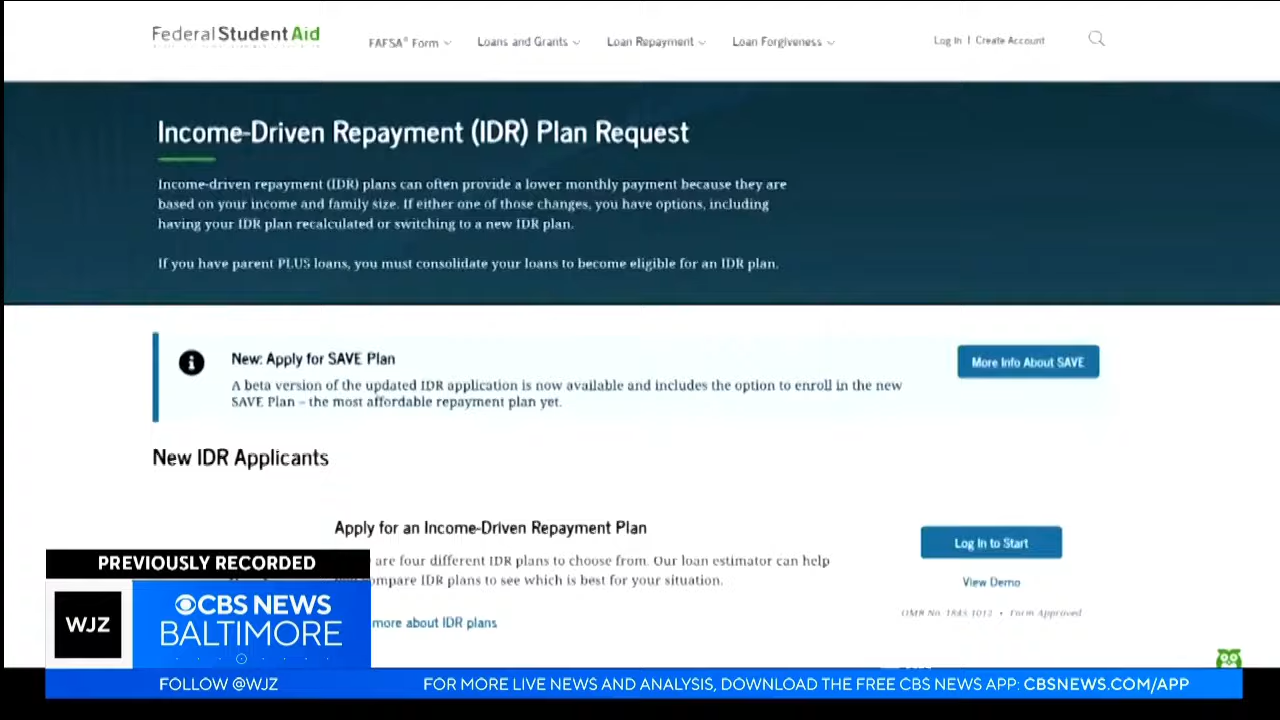 Federal Student Aid
FAFSA® Form
Loans and Grants
Loan Repayment
Loan Forgiveness
Log In | Create Account
Income-Driven Repayment (IDR) Plan Request
Income-driven repayment (IDR) plans can often provide a lower monthly payment because they are
based on your income and family size. If either one of those changes, you have options, including
having your IDR plan recalculated or switching to a new IDR plan.
If you have parent PLUS loans, you must consolidate your loans to become eligible for an IDR plan.
New: Apply for SAVE Plan
A beta version of the updated IDR application is now available and includes the option to enroll in the new
SAVE Plan – the most affordable repayment plan yet.
More Info About SAVE
New IDR Applicants
Apply for an Income-Driven Repayment Plan
are four different IDR plans to choose from. Our loan estimator can help
compare IDR plans to see which is best for your situation.
more about IDR plans
Log In to Start
View Demo
OMB No. 1845-1012 • Form Approved
PREVIOUSLY RECORDED
WJZ
CBS NEWS
BALTIMORE
FOLLOW @WJZ
FOR MORE LIVE NEWS AND ANALYSIS, DOWNLOAD THE FREE CBS NEWS APP: CBSNEWS.COM/APP